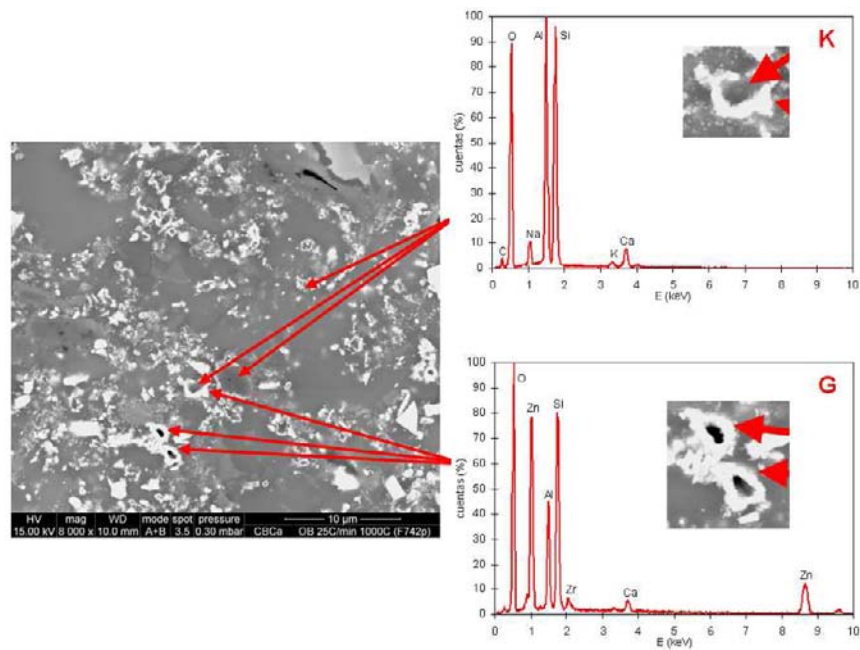 HV mag WD mode spot pressure 10 µm
15.00 kV 8 000 x 10.0 mm A+B 3.5 0.30 mbar CBCa OB 25C/min 1000C (F742p)
K
cuentas (%)
100
90
80
70
60
50
40
30
20
10
0
C O Na Al Si K Ca
0 1 2 3 4 5 6 7 8 9 10
E (keV)
G
cuentas (%)
100
90
80
70
60
50
40
30
20
10
0
O Zn Al Si Zr Ca Zn
0 1 2 3 4 5 6 7 8 9 10
E (keV)